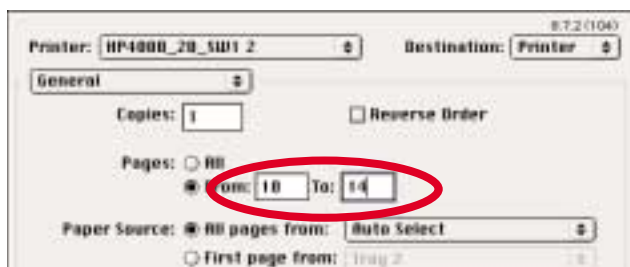 8.7.2 (104)
Printer: HP4000_20_SW1 2 Destination: Printer
General
Copies: 1 Reverse Order
Pages: All
From: 10 To: 14
Paper Source: All pages from: Auto Select
First page from: Tray 2